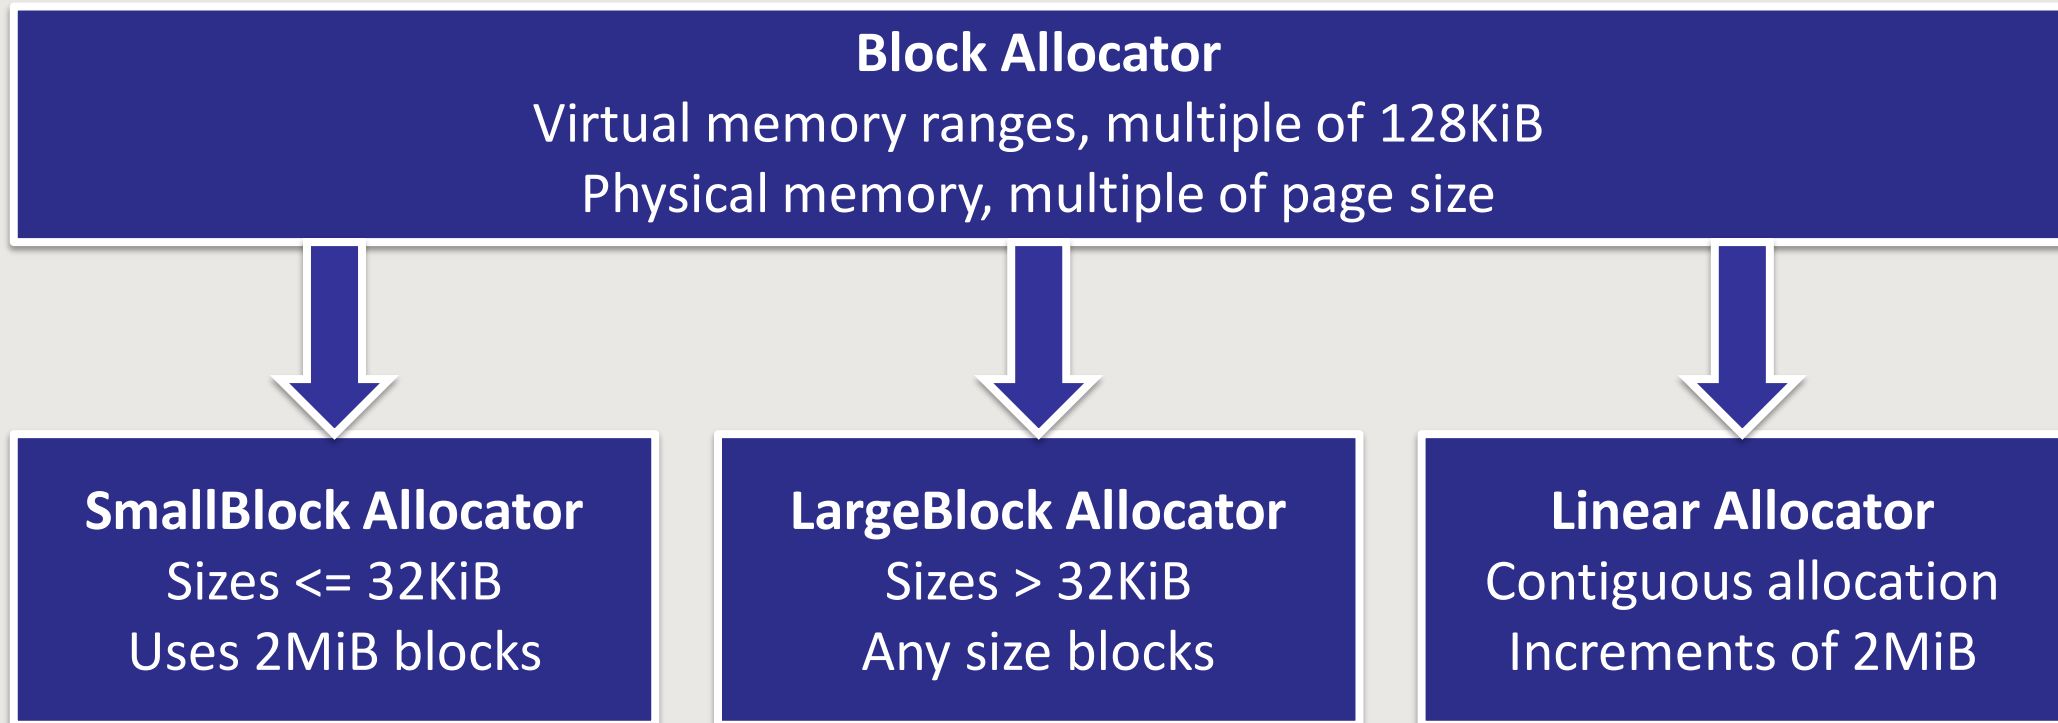 Block Allocator
Virtual memory ranges, multiple of 128KiB
Physical memory, multiple of page size
SmallBlock Allocator
Sizes <= 32KiB
Uses 2MiB blocks
LargeBlock Allocator
Sizes > 32KiB
Any size blocks
Linear Allocator
Contiguous allocation
Increments of 2MiB